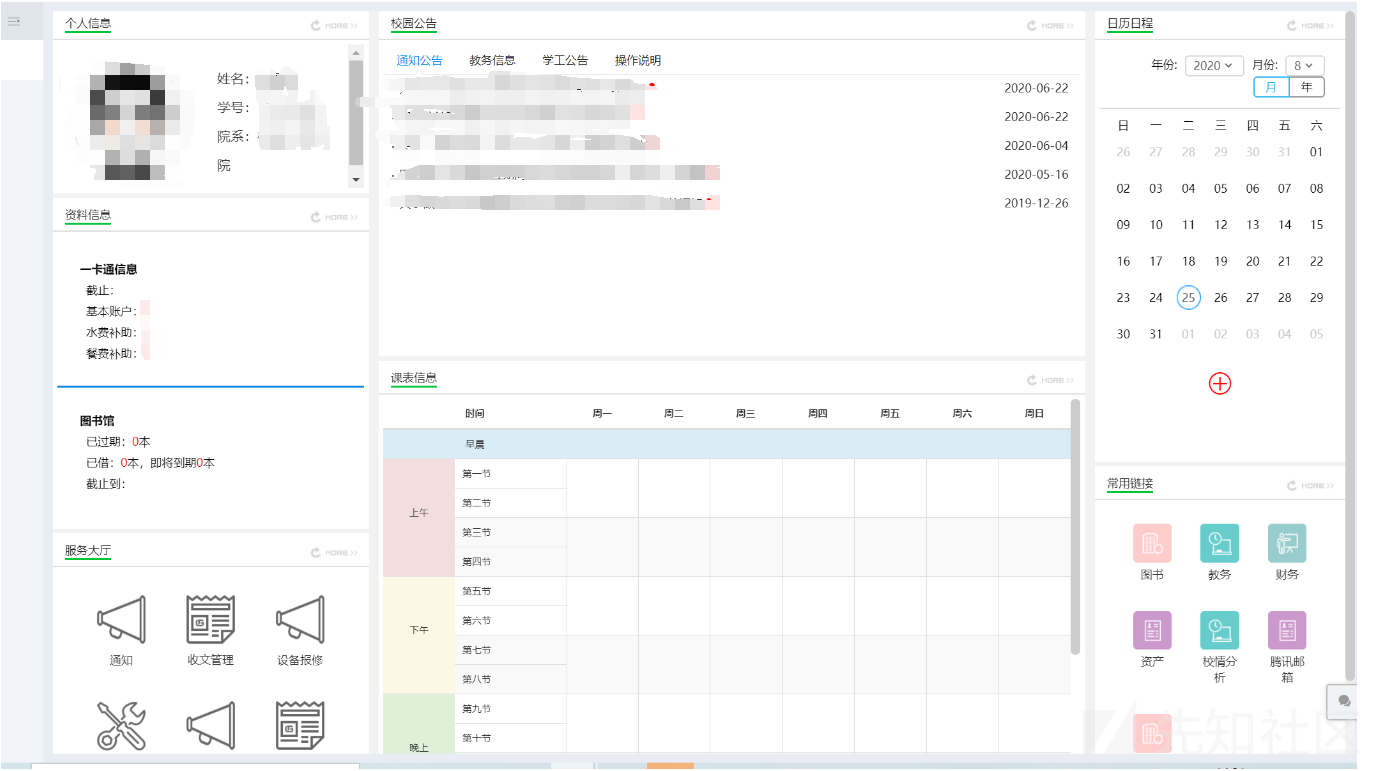 个人信息
MORE >>
姓名:
学号:
院系:
院
资料信息
MORE >>
一卡通信息
截止:
基本账户:
水费补助:
餐费补助:
图书馆
已过期: 0本
已借: 0本, 即将到期0本
截止到:
服务大厅
MORE >>
通知
收文管理
设备报修
校园公告
MORE >>
通知公告 教务信息 学工公告 操作说明
2020-06-22
2020-06-22
2020-06-04
2020-05-16
2019-12-26
课表信息
MORE >>
时间 周一 周二 周三 周四 周五 周六 周日
早晨
上午
第一节
第二节
第三节
第四节
下午
第五节
第六节
第七节
第八节
晚上
第九节
第十节
日历日程
MORE >>
年份: 2020 月份: 8
月 年
日 一 二 三 四 五 六
26 27 28 29 30 31 01
02 03 04 05 06 07 08
09 10 11 12 13 14 15
16 17 18 19 20 21 22
23 24 25 26 27 28 29
30 31 01 02 03 04 05
常用链接
MORE >>
图书 教务 财务
资产
校情分
析
腾讯邮
箱
先知社区